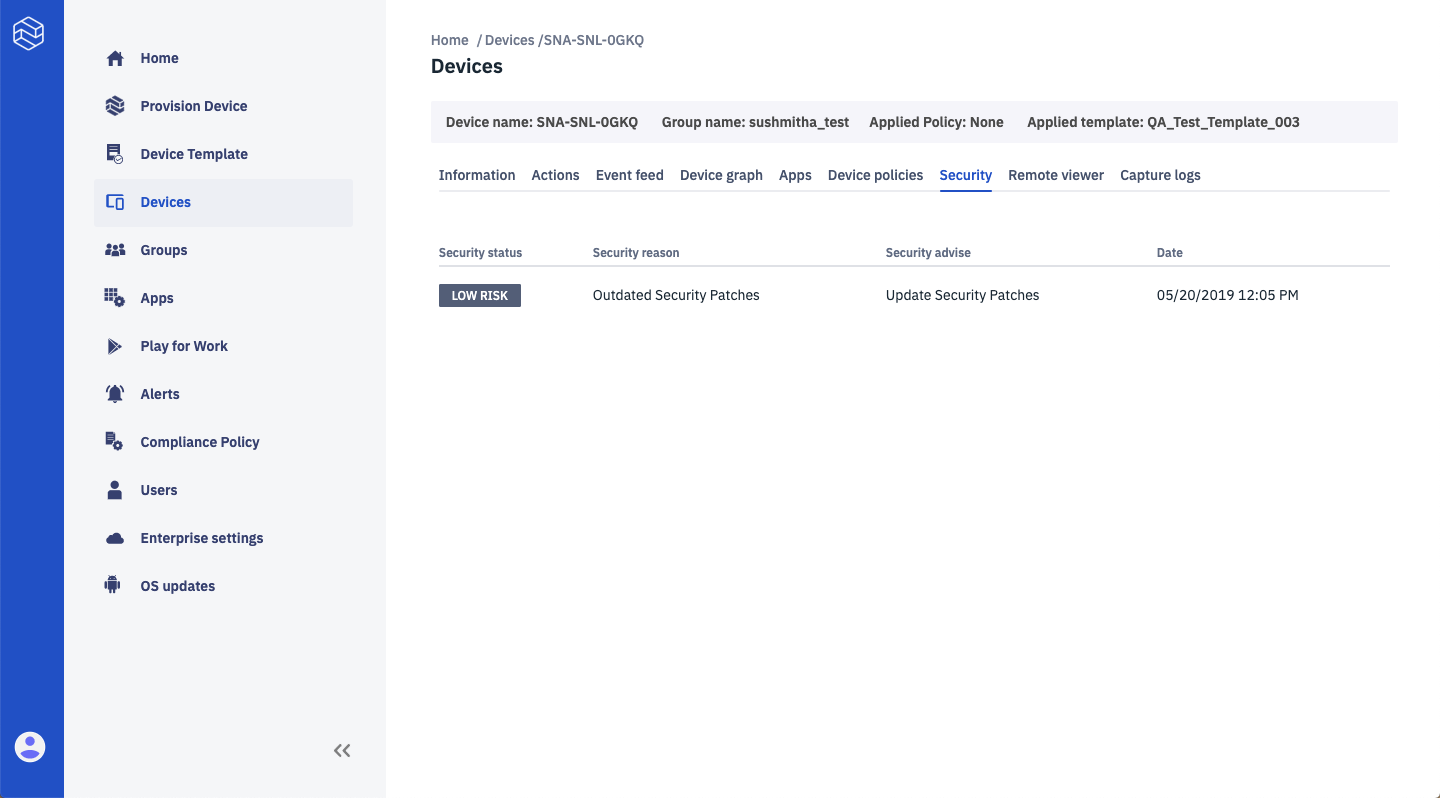 Home
Provision Device
Device Template
Devices
Groups
Apps
Play for Work
Alerts
Compliance Policy
Users
Enterprise settings
OS updates
Home / Devices /SNA-SNL-0GKQ
Devices
Device name: SNA-SNL-0GKQ Group name: sushmitha_test Applied Policy: None Applied template: QA_Test_Template_003
Information Actions Event feed Device graph Apps Device policies Security Remote viewer Capture logs
Security status Security reason Security advise Date
LOW RISK Outdated Security Patches Update Security Patches 05/20/2019 12:05 PM